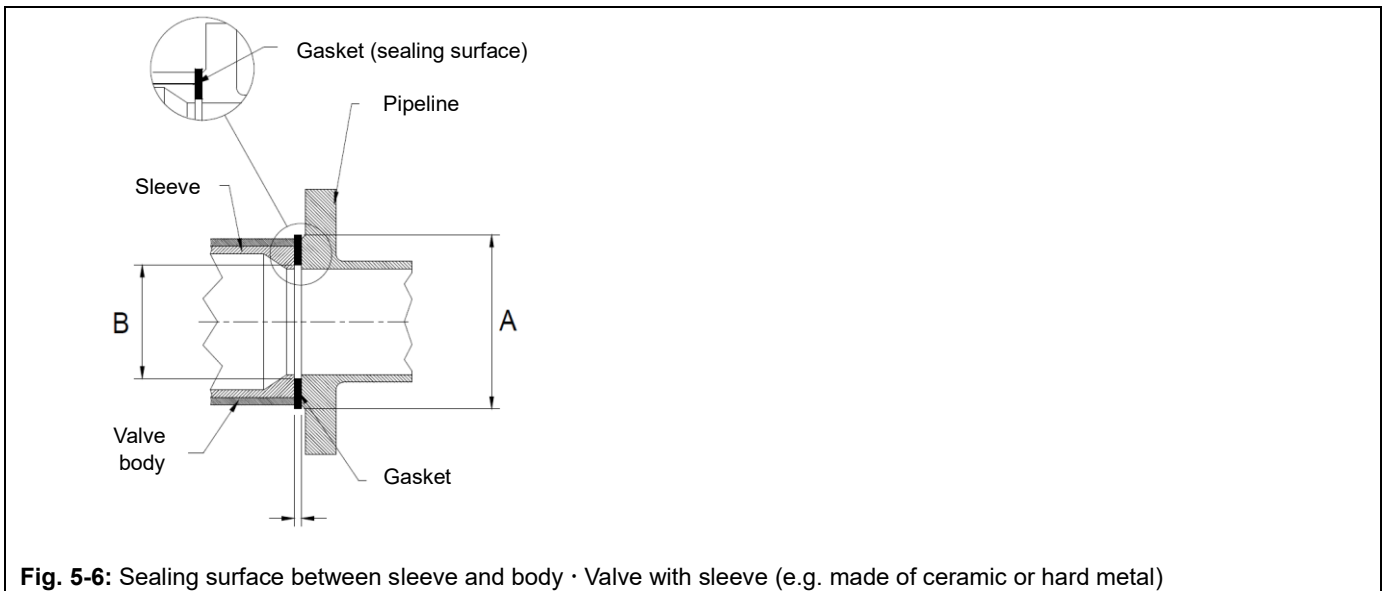 Gasket (sealing surface)
Pipeline
Sleeve
B
A
Valve
body
Gasket
Fig. 5-6: Sealing surface between sleeve and body · Valve with sleeve (e.g. made of ceramic or hard metal)